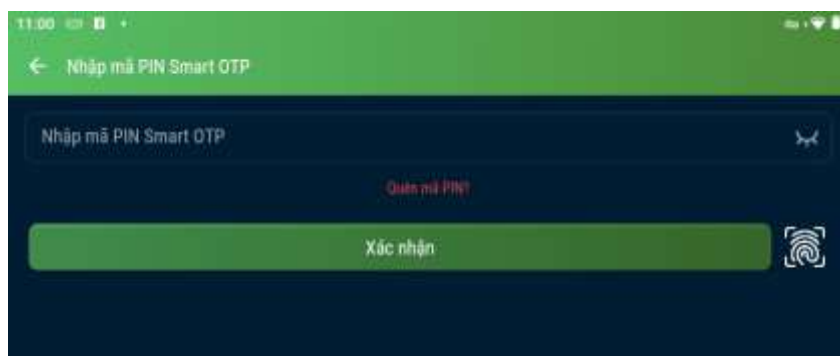 11:00
Nhập mã PIN Smart OTP
Nhập mã PIN Smart OTP
Quên mã PIN?
Xác nhận